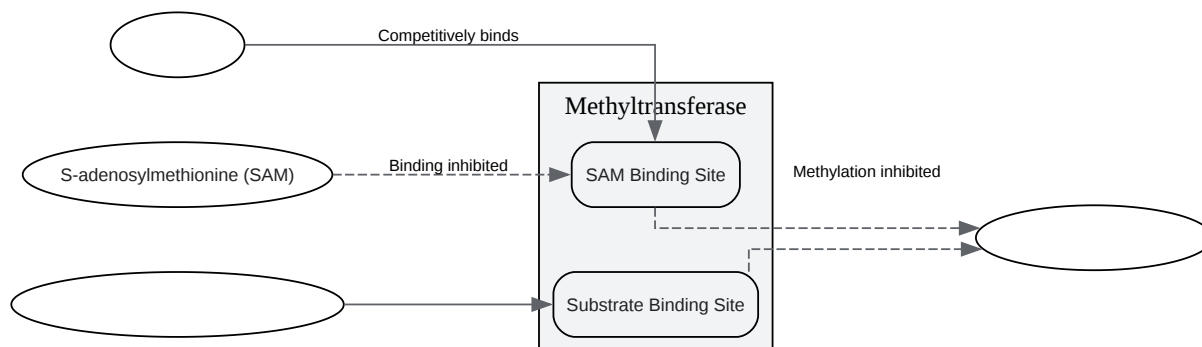 Competitively binds
Methyltransferase
S-adenosylmethionine (SAM)
Binding inhibited
SAM Binding Site
Methylation inhibited
Substrate Binding Site